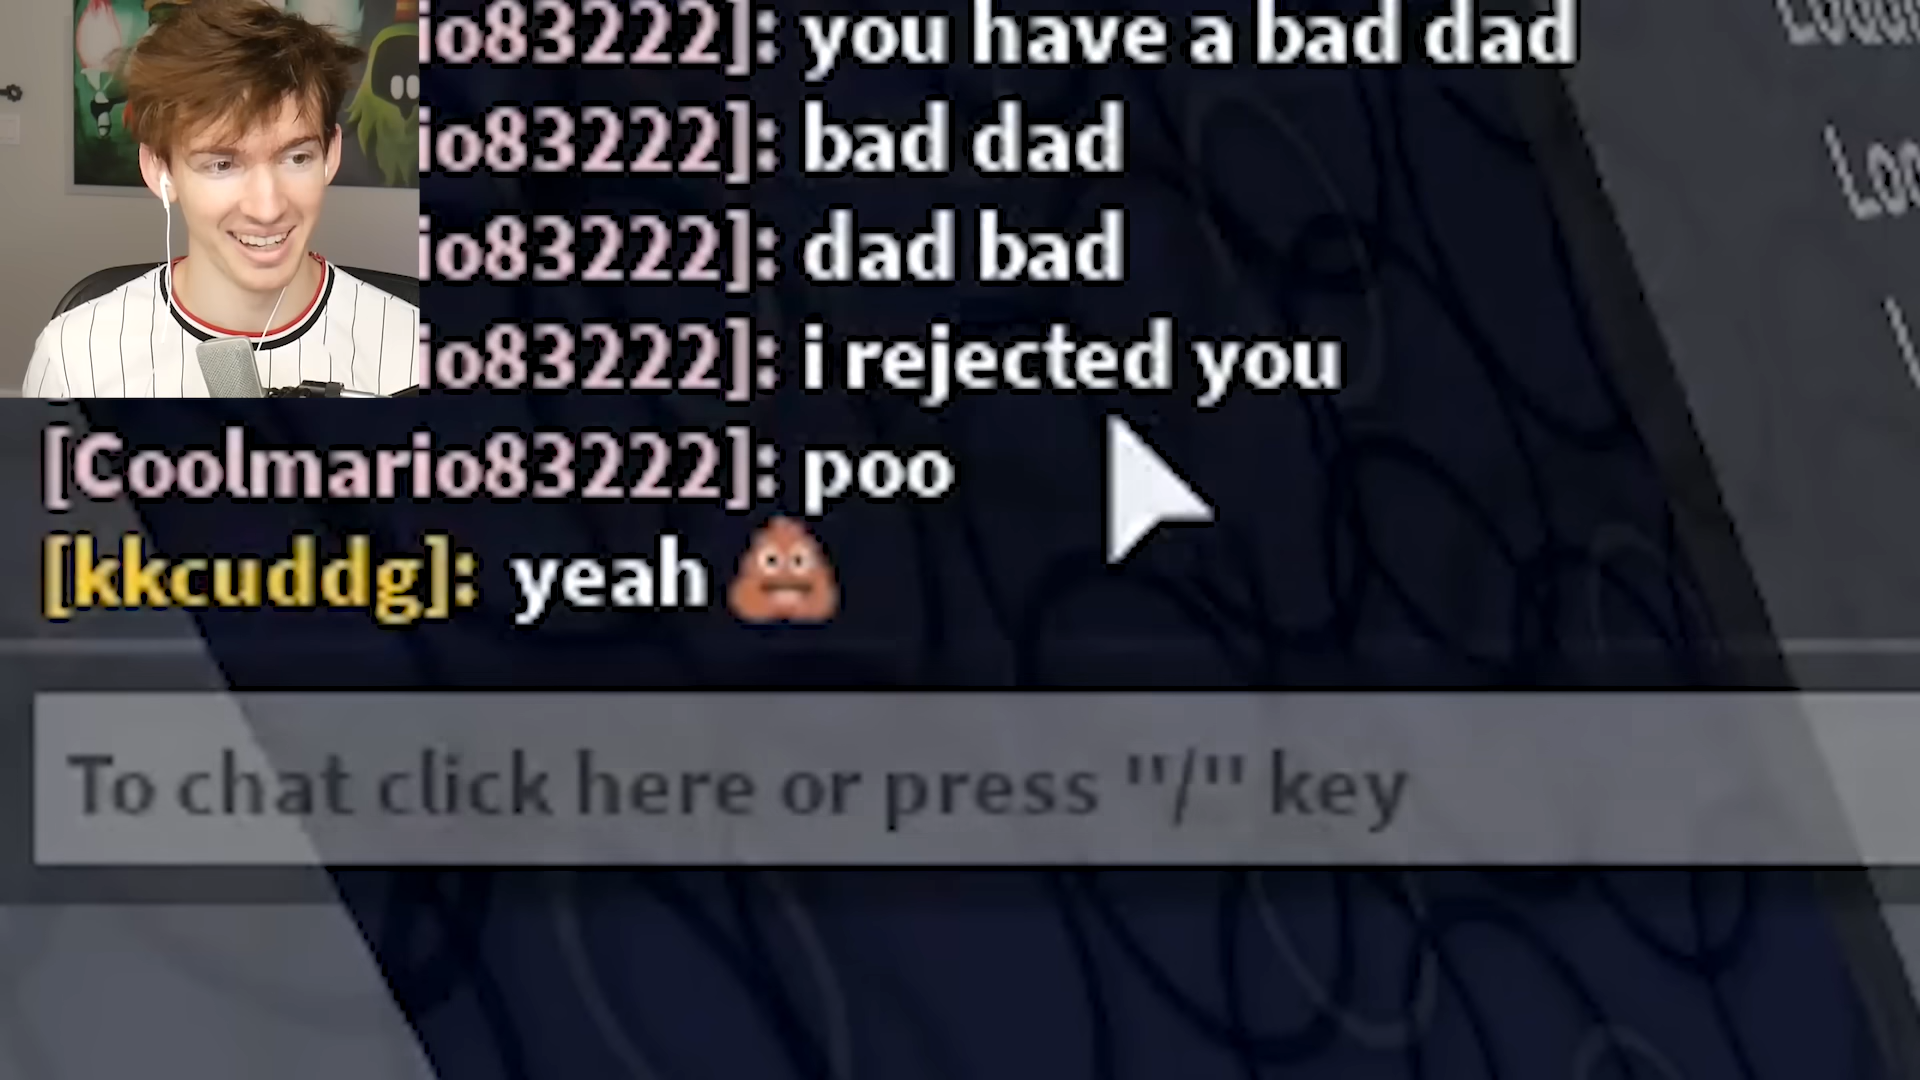 io83222]: you have a bad dad
io83222]: bad dad
io83222]: dad bad
io83222]: i rejected you
[Coolmario83222]: poo
[kkcuddg]: yeah 💩
To chat click here or press "/" key